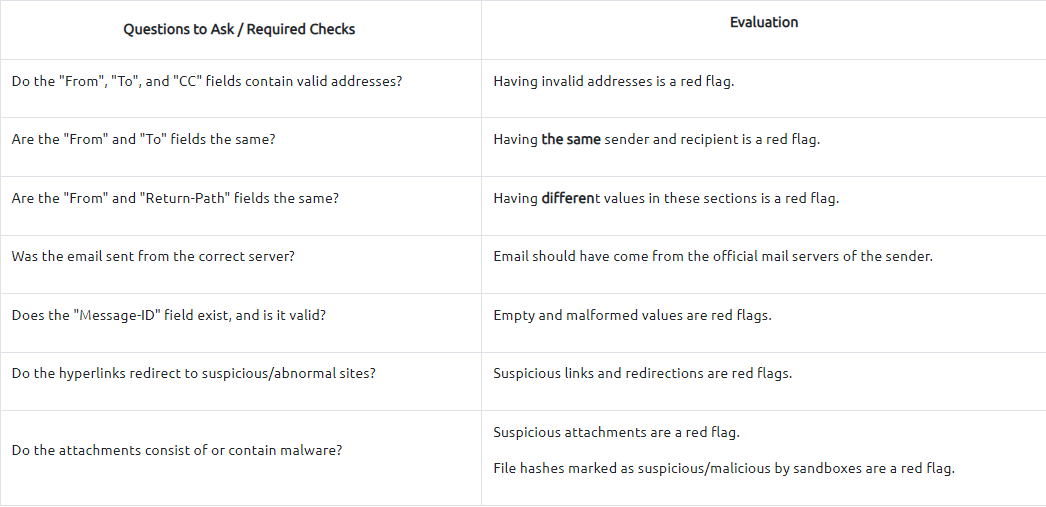 Questions to Ask / Required Checks
Evaluation
Do the "From", "To", and "CC" fields contain valid addresses?
Having invalid addresses is a red flag.
Are the "From" and "To" fields the same?
Having the same sender and recipient is a red flag.
Are the "From" and "Return-Path" fields the same?
Having different values in these sections is a red flag.
Was the email sent from the correct server?
Email should have come from the official mail servers of the sender.
Does the "Message-ID" field exist, and is it valid?
Empty and malformed values are red flags.
Do the hyperlinks redirect to suspicious/abnormal sites?
Suspicious links and redirections are red flags.
Do the attachments consist of or contain malware?
Suspicious attachments are a red flag.
File hashes marked as suspicious/malicious by sandboxes are a red flag.